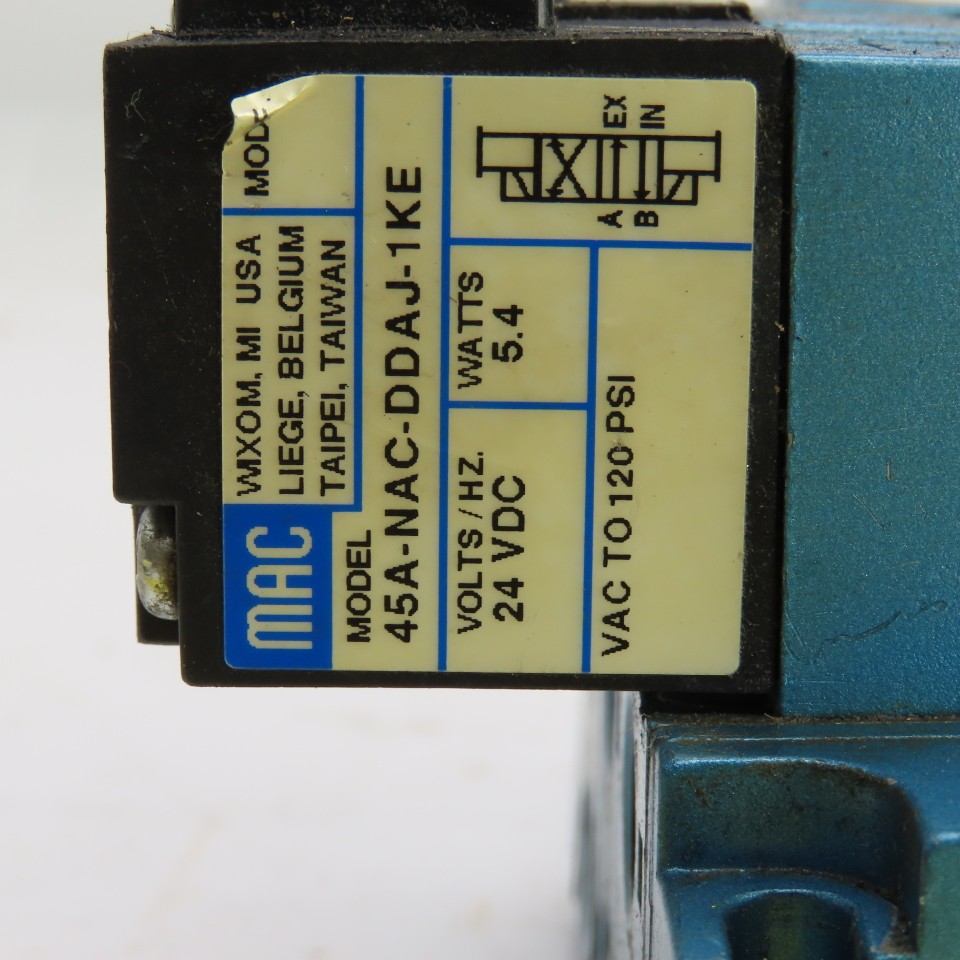 MAC
WIXOM, MI USA
LIEGE, BELGIUM
TAIPEI, TAIWAN
MODEL
45A-NAC-DDAJ-1KE
VOLTS / HZ.
24 VDC
WATTS
5.4
A B
EX
IN
VAC TO 120 PSI